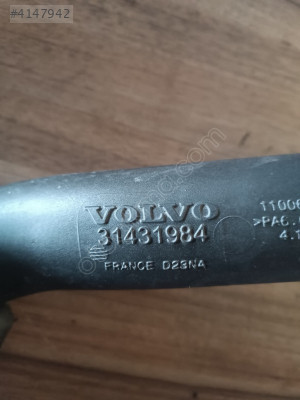 #4147942
VOLVO
31431984
FRANCE D23NA
11006
>PA6.
4.1